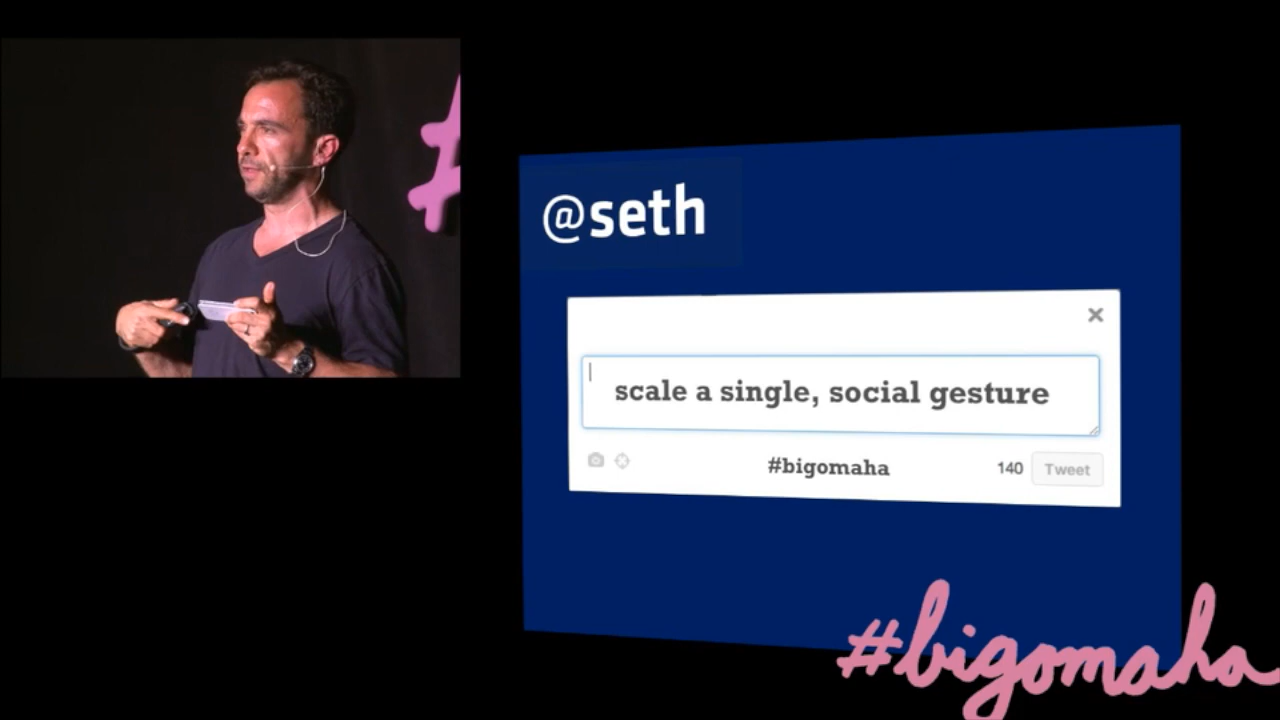 @seth
scale a single, social gesture
#bigomaha
140
Tweet
#bigomaha